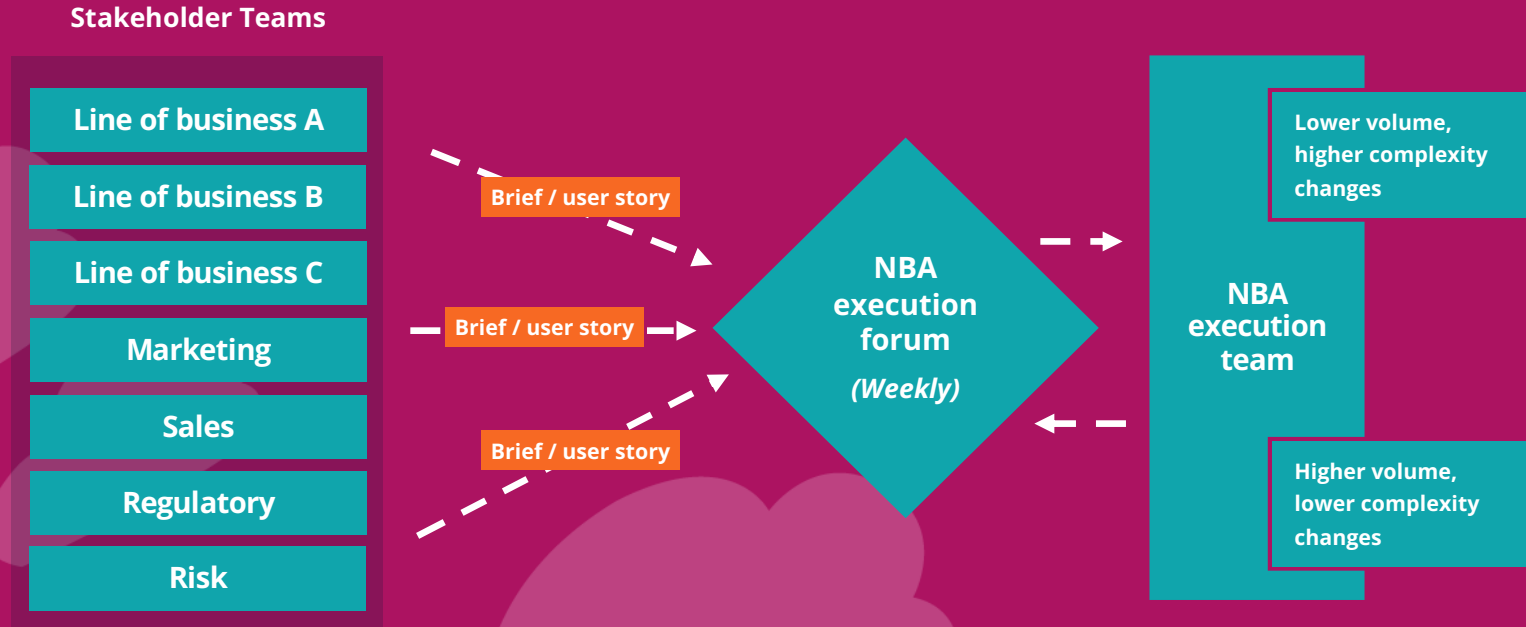 Stakeholder Teams
Line of business A
Line of business B
Line of business C
Marketing
Sales
Regulatory
Risk
Brief / user story
Brief / user story
Brief / user story
NBA
execution
forum
(Weekly)
NBA
execution
team
Lower volume,
higher complexity
changes
Higher volume,
lower complexity
changes